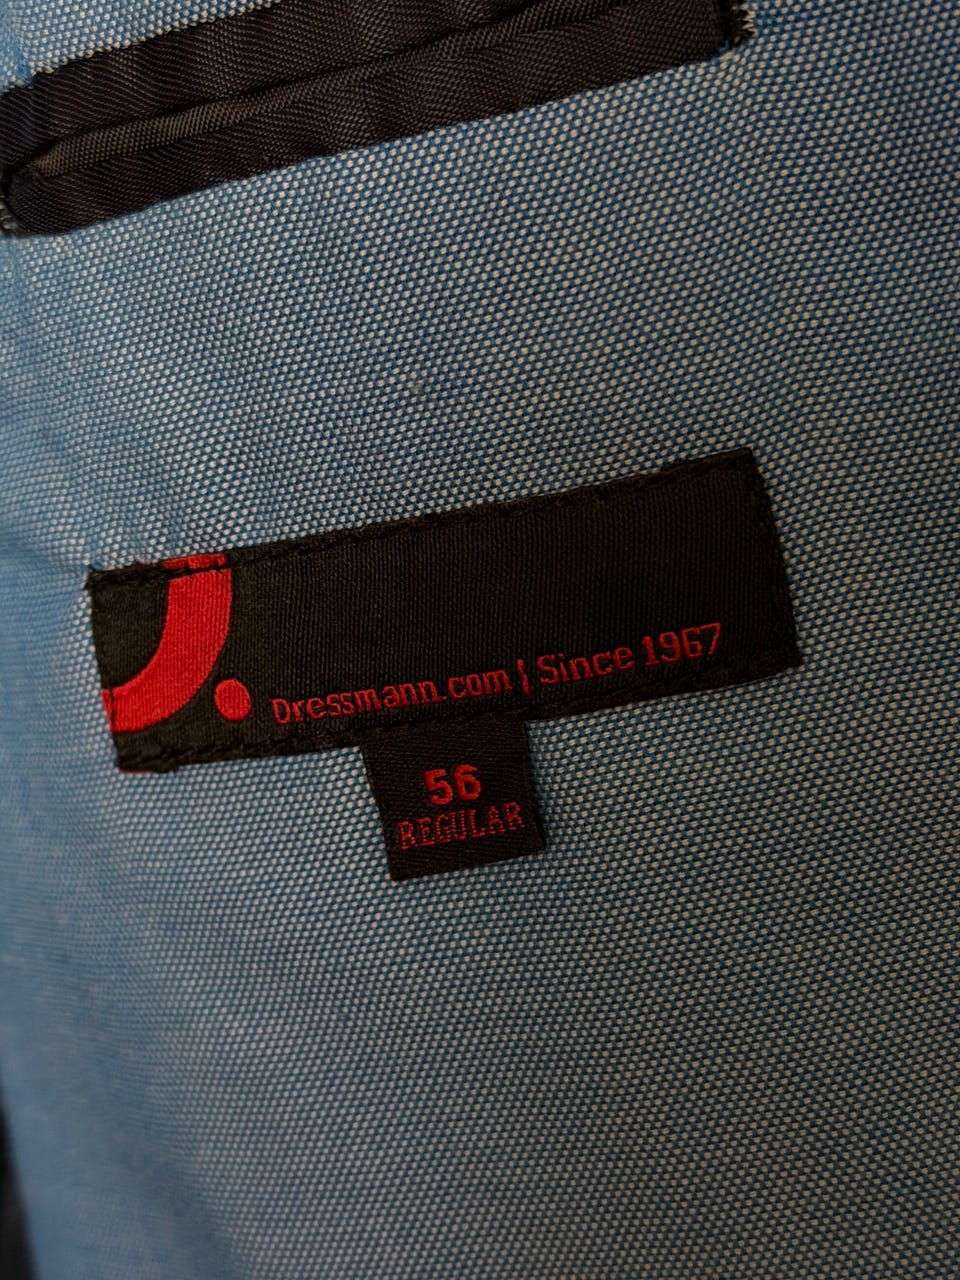 Dressmann.com | Since 1967
56
REGULAR